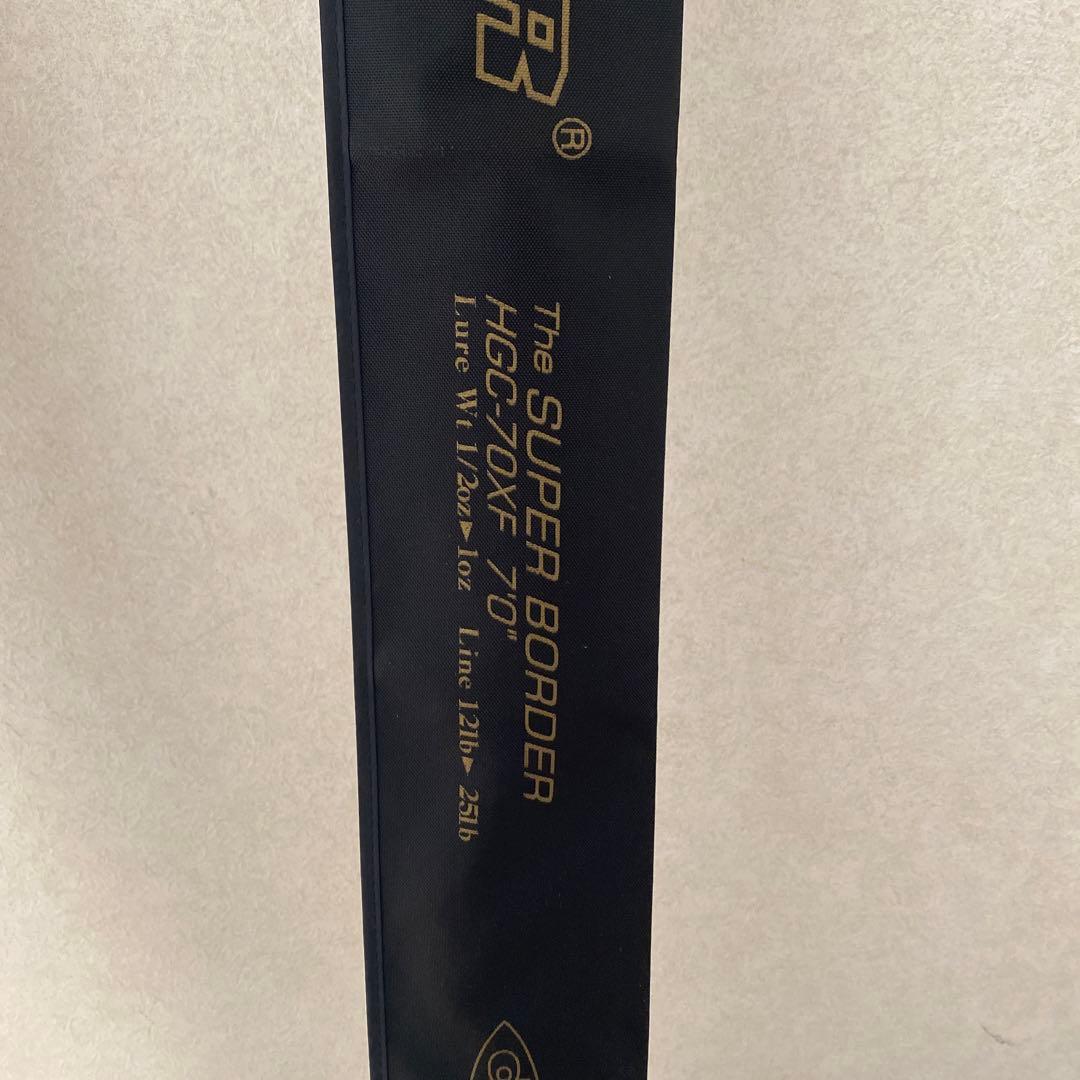 ®
The SUPER BORDER
HGC-70XF 7'0"
Lure Wt 1/2oz▶1oz Line 12lb▶25lb